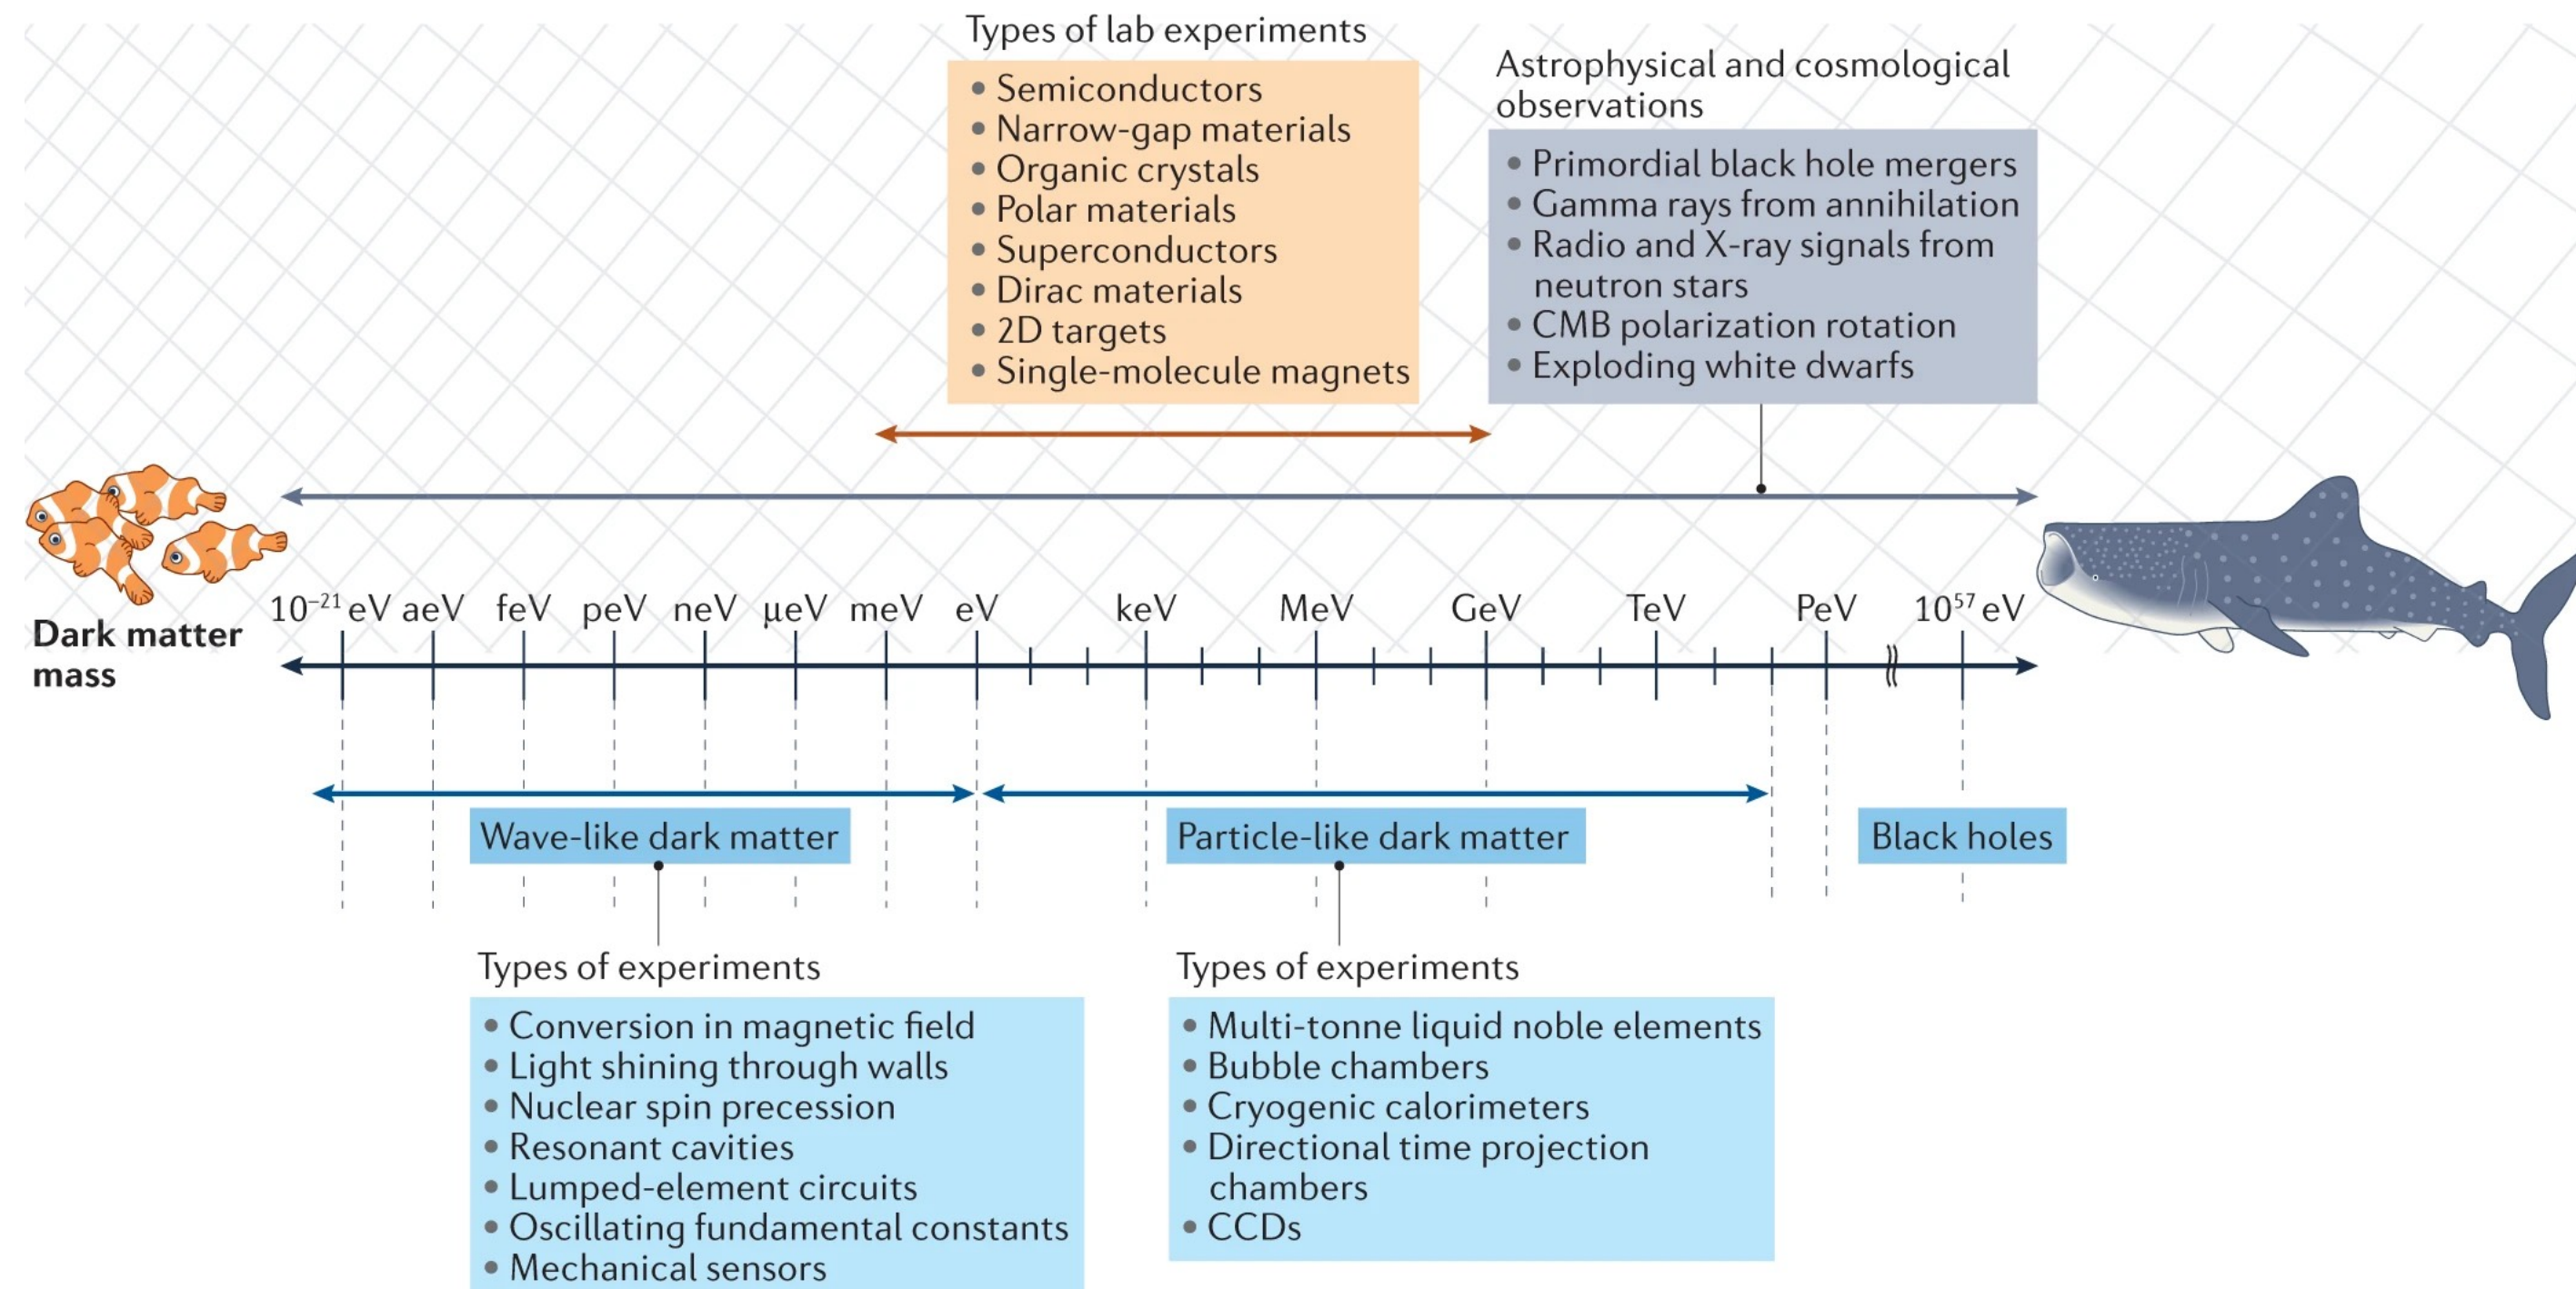 Types of lab experiments
• Semiconductors
• Narrow-gap materials
• Organic crystals
• Polar materials
• Superconductors
• Dirac materials
• 2D targets
• Single-molecule magnets
Astrophysical and cosmological
observations
• Primordial black hole mergers
• Gamma rays from annihilation
• Radio and X-ray signals from
neutron stars
• CMB polarization rotation
• Exploding white dwarfs
Dark matter
mass
10⁻²¹ eV aeV feV peV neV µeV meV eV keV MeV GeV TeV PeV 10⁵⁷ eV
Wave-like dark matter
Particle-like dark matter
Black holes
Types of experiments
• Conversion in magnetic field
• Light shining through walls
• Nuclear spin precession
• Resonant cavities
• Lumped-element circuits
• Oscillating fundamental constants
• Mechanical sensors
Types of experiments
• Multi-tonne liquid noble elements
• Bubble chambers
• Cryogenic calorimeters
• Directional time projection
chambers
• CCDs